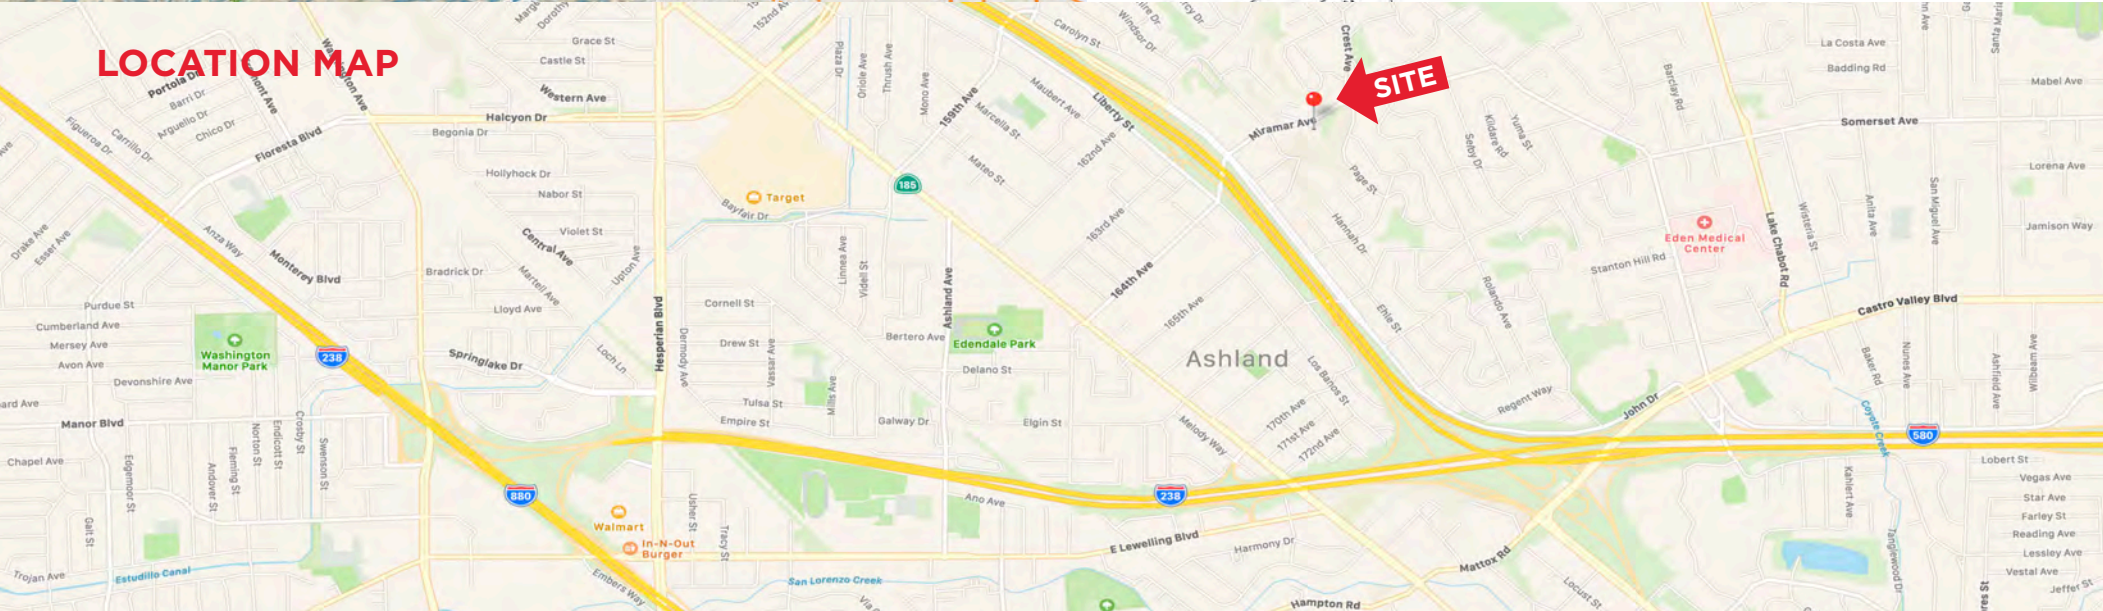 LOCATION MAP
SITE
Grace St
Castle St
Western Ave
Portola Dr
Barri Dr
Arguello Dr
Chico Dr
Figueroa Dr
Carrillo Dr
Floresta Blvd
Halcyon Dr
Begonia Dr
Hollyhock Dr
Nabor St
Violet St
Central Ave
Bradrick Dr
Martell Ave
Upton Ave
Lloyd Ave
Springlake Dr
Loch Ln
Drake Ave
Esser Ave
Anza Way
Monterey Blvd
Purdue St
Cumberland Ave
Mersey Ave
Avon Ave
Devonshire Ave
Manor Blvd
Chapel Ave
Washington
Manor Park
238
880
Crosby St
Endicott St
Norton St
Fleming St
Andover St
Swenson St
Edgemoor St
Galt St
Trojan Ave
Estudillo Canal
Walmart
In-N-Out
Burger
Embers Way
Hesperian Blvd
Usher St
Tracy St
Dermody Ave
Cornell St
Drew St
Vassar Ave
Tulsa St
Empire St
Mills Ave
Galway Dr
Bertero Ave
Linnea Ave
Videll St
Ashland Ave
Edendale Park
Delano St
Elgin St
Ano Ave
San Lorenzo Creek
Target
Bayfair Dr
Plaza Dr
Oriole Ave
Thrush Ave
Mono Ave
159th Ave
Marcella St
Mateo St
185
Carolyn St
Windsor Dr
Maubert Ave
Liberty St
162nd Ave
163rd Ave
164th Ave
165th Ave
Ashland
Los Banos St
170th Ave
171st Ave
172nd Ave
Melody Way
238
E Lewelling Blvd
Harmony Dr
Hampton Rd
Mattox Rd
Locust St
Crest Ave
Miramar Ave
Page St
Hannah Dr
Ehle St
Rolando Ave
Regent Way
John Dr
Selby Dr
Kildare Rd
Yuma St
Barclay Rd
Stanton Hill Rd
Eden Medical
Center
Lake Chabot Rd
Wisteria St
Anita Ave
San Miguel Ave
La Costa Ave
Badding Rd
Mabel Ave
Somerset Ave
Lorena Ave
Jamison Way
Castro Valley Blvd
Baker Rd
Nunes Ave
Ashfield Ave
Wilbeam Ave
Coyote Creek
580
Lobert St
Vegas Ave
Star Ave
Farley St
Reading Ave
Lessley Ave
Vestal Ave
Jeffer St
Kahlert Ave
Tanglewood Dr